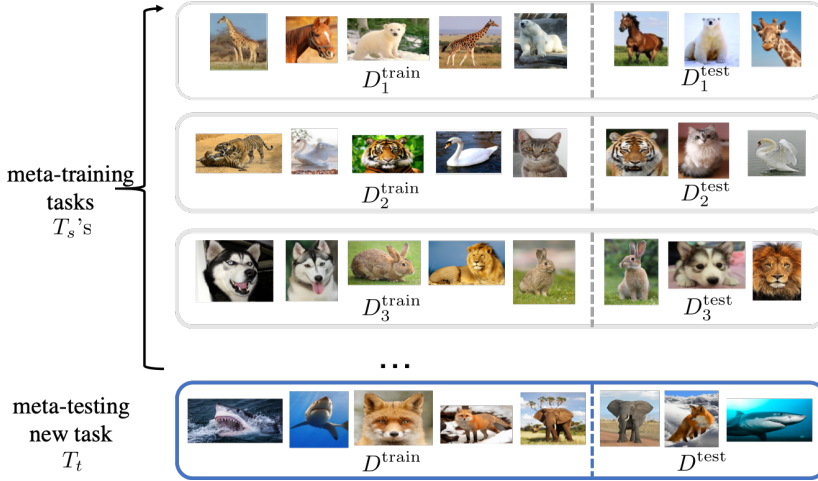 D_1^train D_1^test
meta-training
tasks
T_s's
D_2^train D_2^test
D_3^train D_3^test
...
meta-testing
new task
T_t
D^train D^test